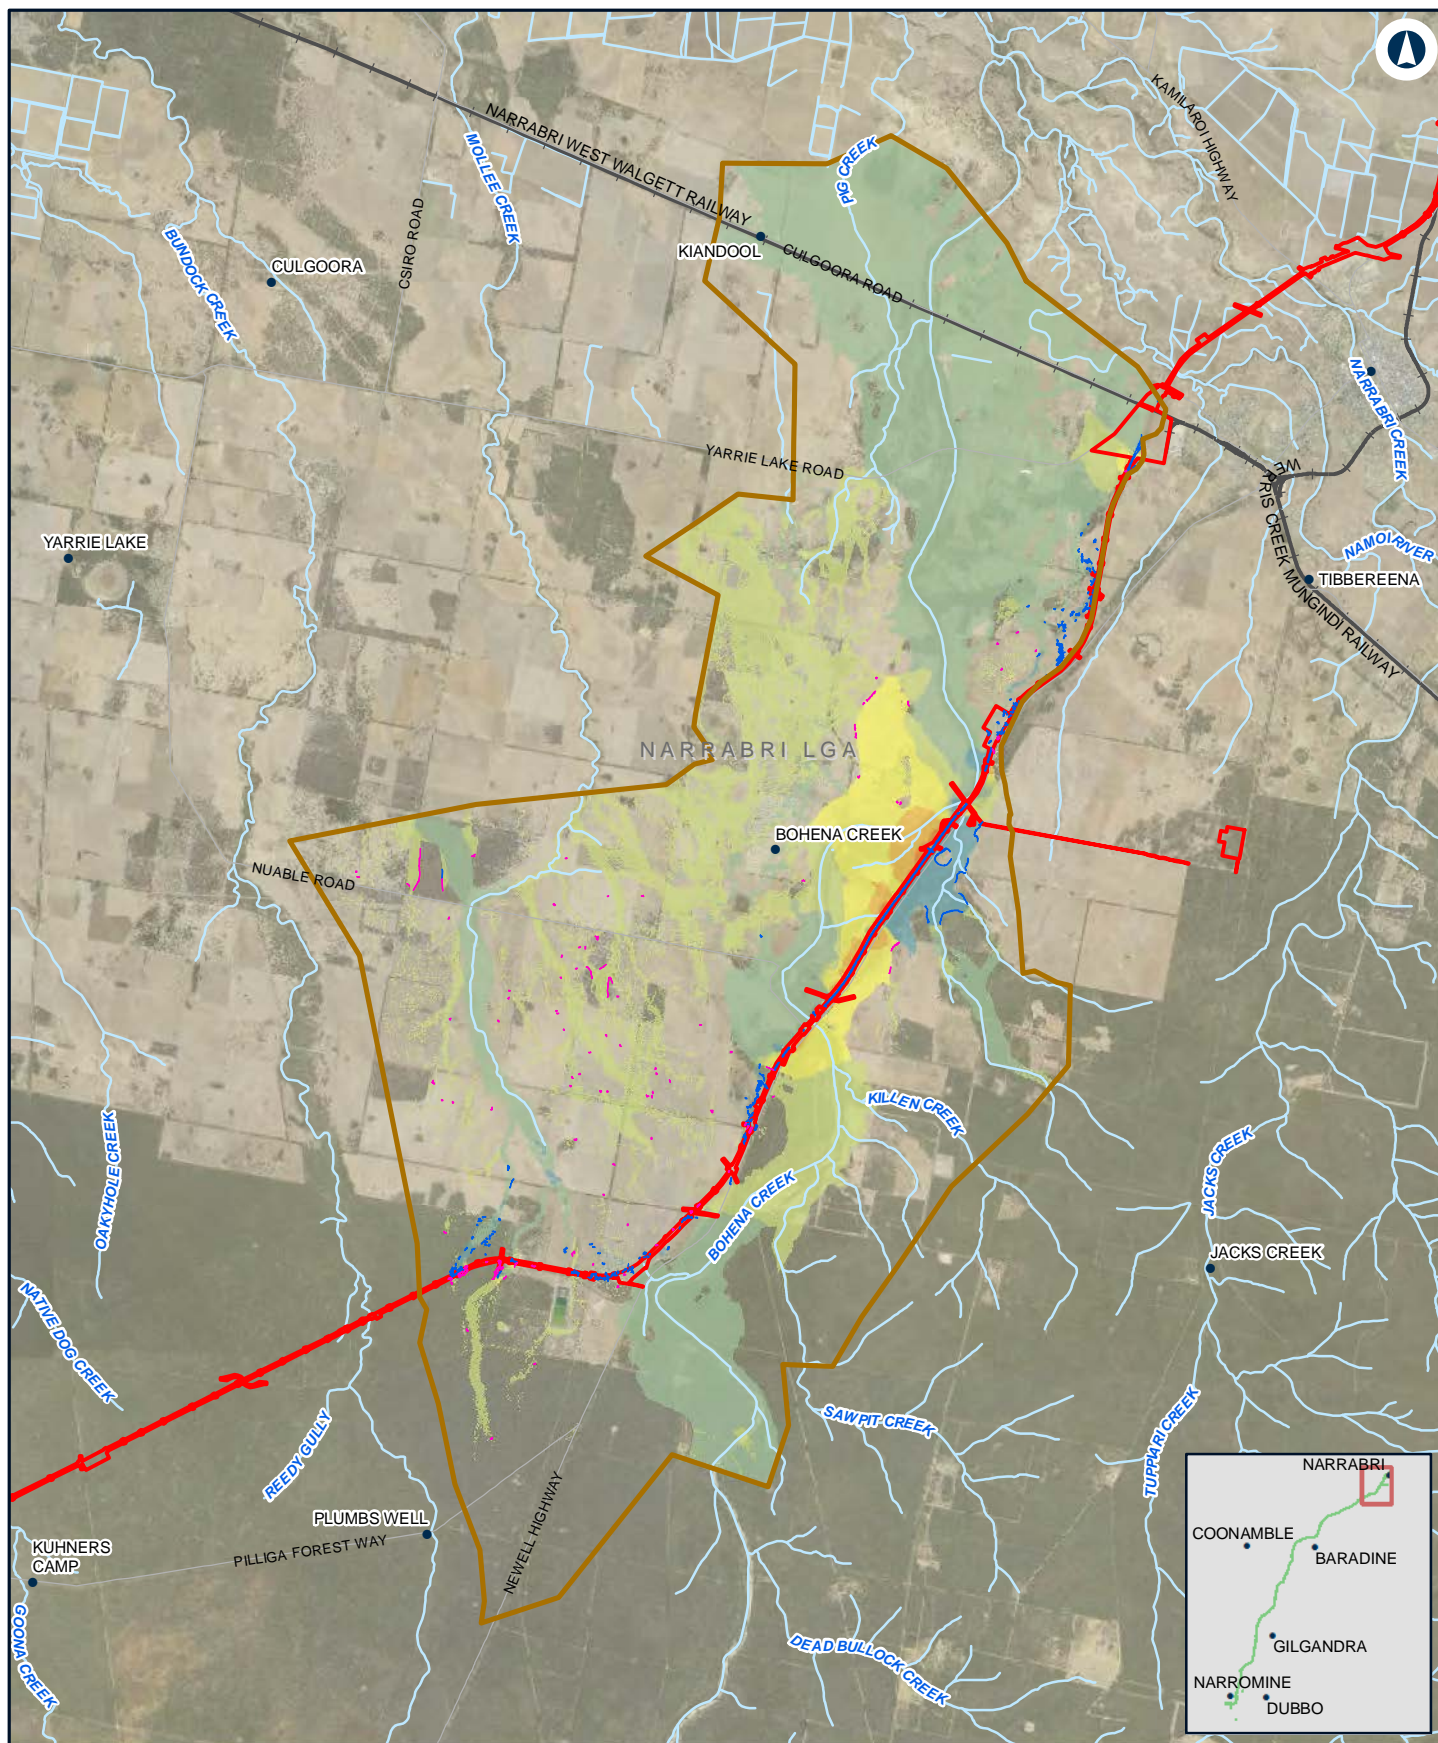 KAMILAROI HIGHWAY
NARRABRI WEST WALGETT RAILWAY
MOLLEE CREEK
PIG CREEK
CSIRO ROAD
BUNDOCK CREEK
KIANDOOL
CULGOORA ROAD
CULGOORA
NARRABRI CREEK
YARRIE LAKE ROAD
WERRIS CREEK MUNGINDI RAILWAY
YARRIE LAKE
NAMOI RIVER
TIBBEREENA
NARRABRI LGA
BOHENA CREEK
NUABLE ROAD
KILLEN CREEK
OAKYHOLE CREEK
JACKS CREEK
BOHENA CREEK
JACKS CREEK
NATIVE DOG CREEK
SAWPIT CREEK
TUPPIARI CREEK
REEDY GULLY
NEWELL HIGHWAY
PLUMBS WELL
PILLIGA FOREST WAY
KUHNERS
CAMP
GOONA CREEK
DEAD BULLOCK CREEK
NARRABRI
COONAMBLE
BARADINE
GILGANDRA
NARROMINE
DUBBO